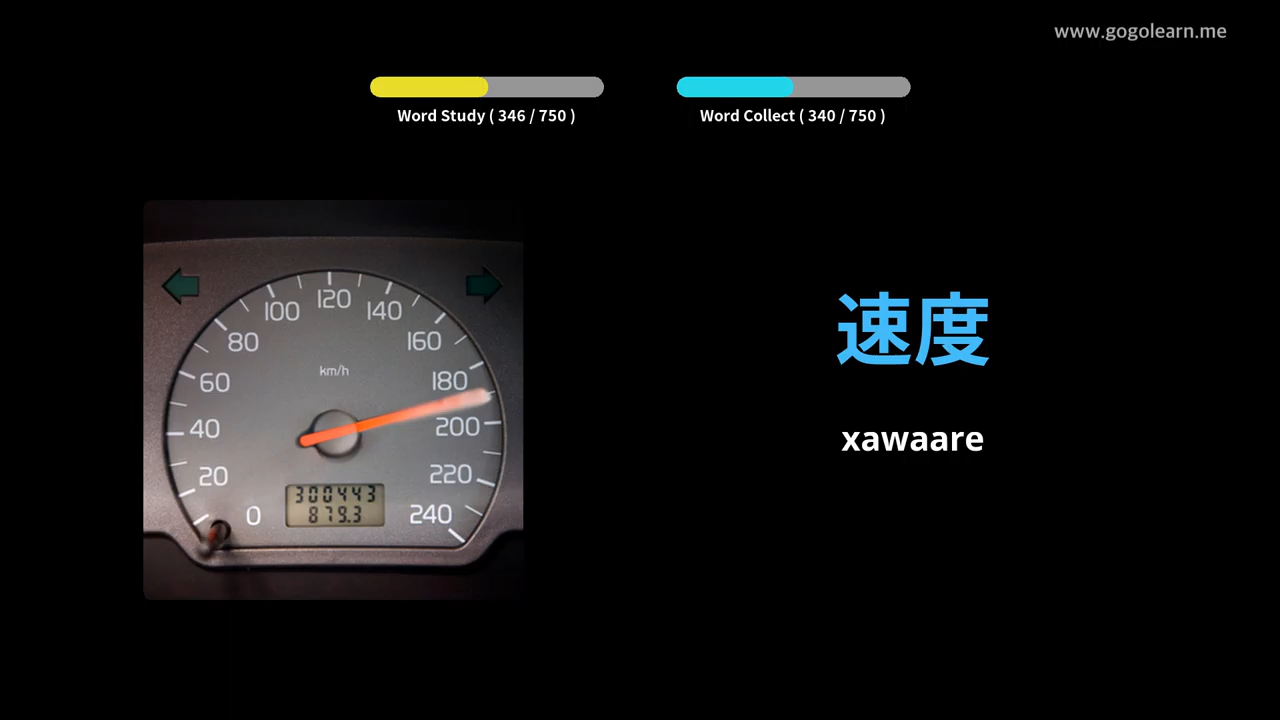 www.gogolearn.me
Word Study ( 346 / 750 )
Word Collect ( 340 / 750 )
120
100
140
80
160
km/h
60
180
40
200
20
220
0
240
300443
879.3
速度
xawaare